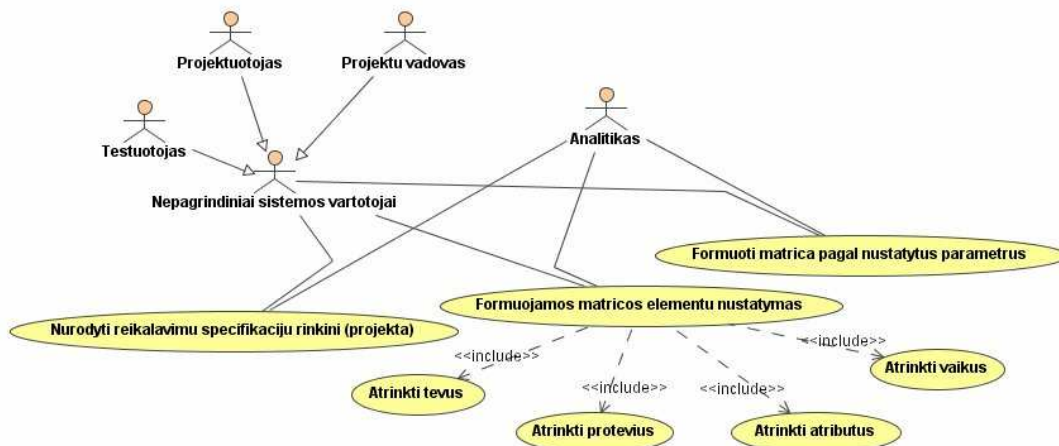 Projektuotojas
Projektu vadovas
Testuotojas
Analitikas
Nepagrindiniai sistemos vartotojai
Formuoti matrica pagal nustatytus parametrus
Formuojamos matricos elementu nustatymas
Nurodyti reikalavimu specifikaciju rinkini (projekta)
<<include>>
<<include>>
<<include>>
<<include>>
Atrinkti vaikus
Atrinkti tevus
Atrinkti protevius
Atrinkti atributus